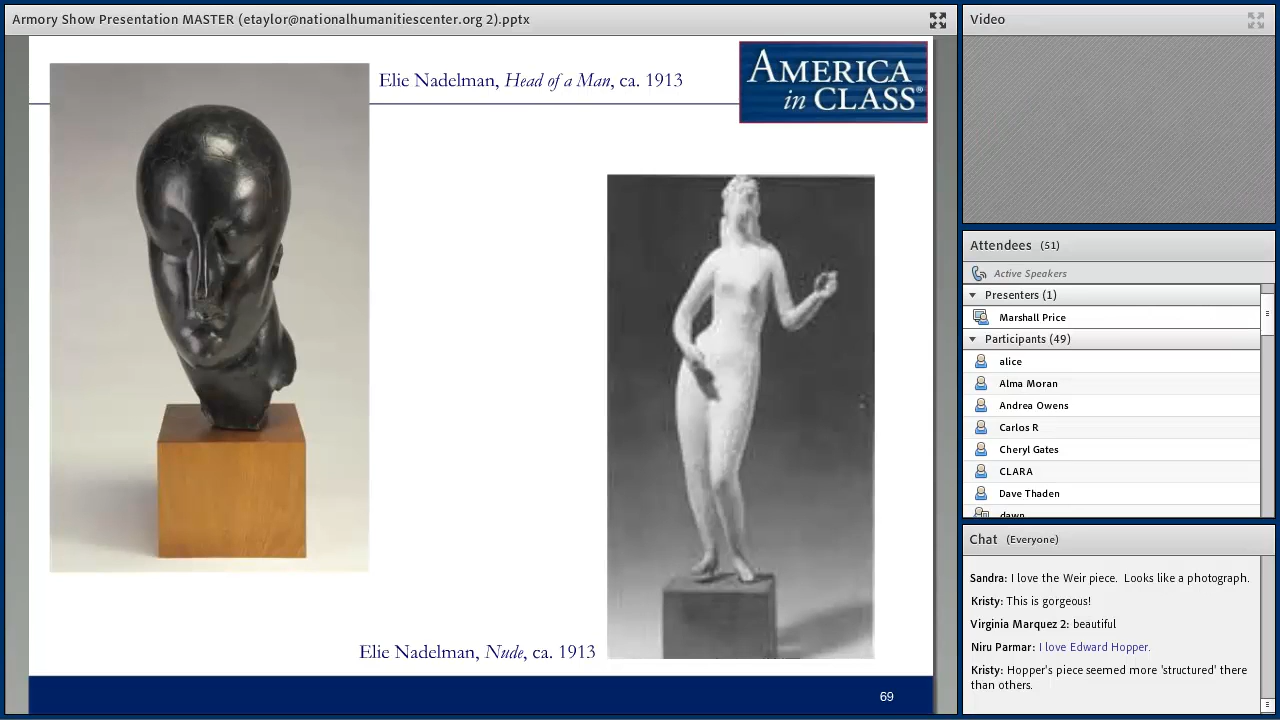 Armory Show Presentation MASTER (etaylor@nationalhumanitiescenter.org 2).pptx
Elie Nadelman, Head of a Man, ca. 1913
AMERICA
in CLASS®
Elie Nadelman, Nude, ca. 1913
69
Video
Attendees (51)
Active Speakers
Presenters (1)
Marshall Price
Participants (49)
alice
Alma Moran
Andrea Owens
Carlos R
Cheryl Gates
CLARA
Dave Thaden
dawn
Chat (Everyone)
Sandra: I love the Weir piece. Looks like a photograph.
Kristy: This is gorgeous!
Virginia Marquez 2: beautiful
Niru Parmar: I love Edward Hopper.
Kristy: Hopper's piece seemed more 'structured' there
than others.